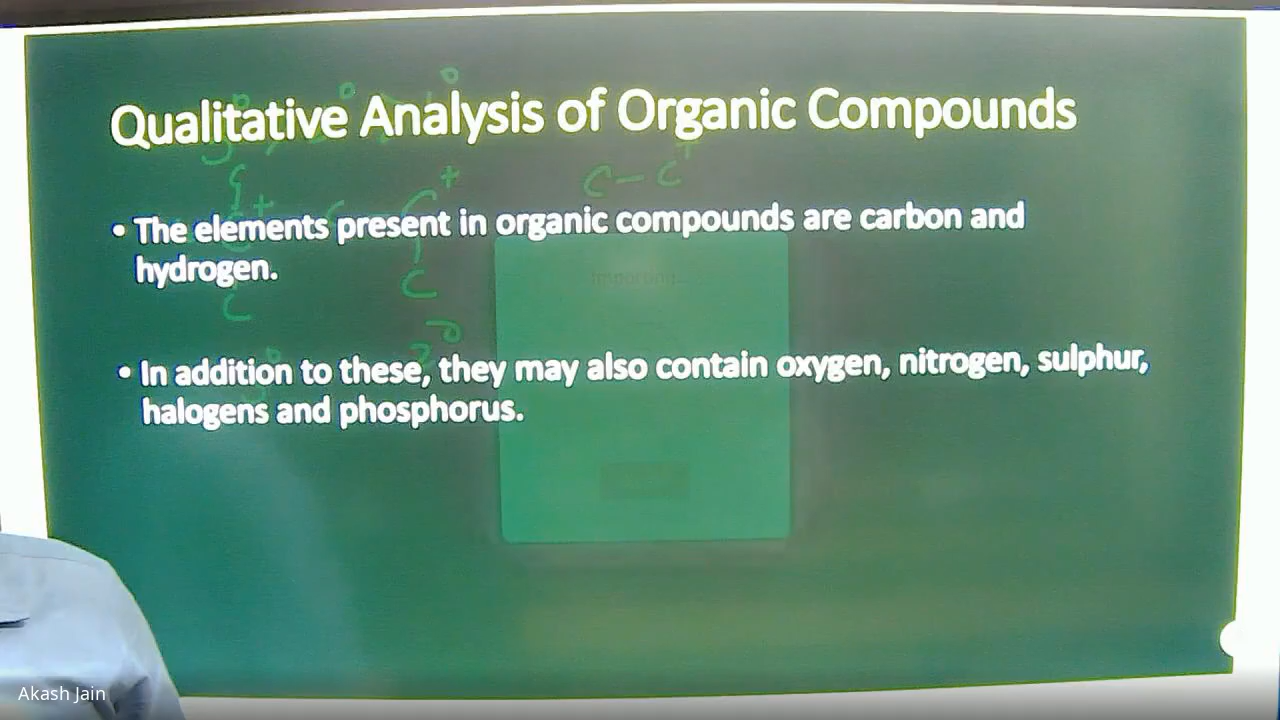 Qualitative Analysis of Organic Compounds
C – C +
C +
• The elements present in organic compounds are carbon and
hydrogen.
Importing...
C
C
• In addition to these, they may also contain oxygen, nitrogen, sulphur,
halogens and phosphorus.
Akash Jain